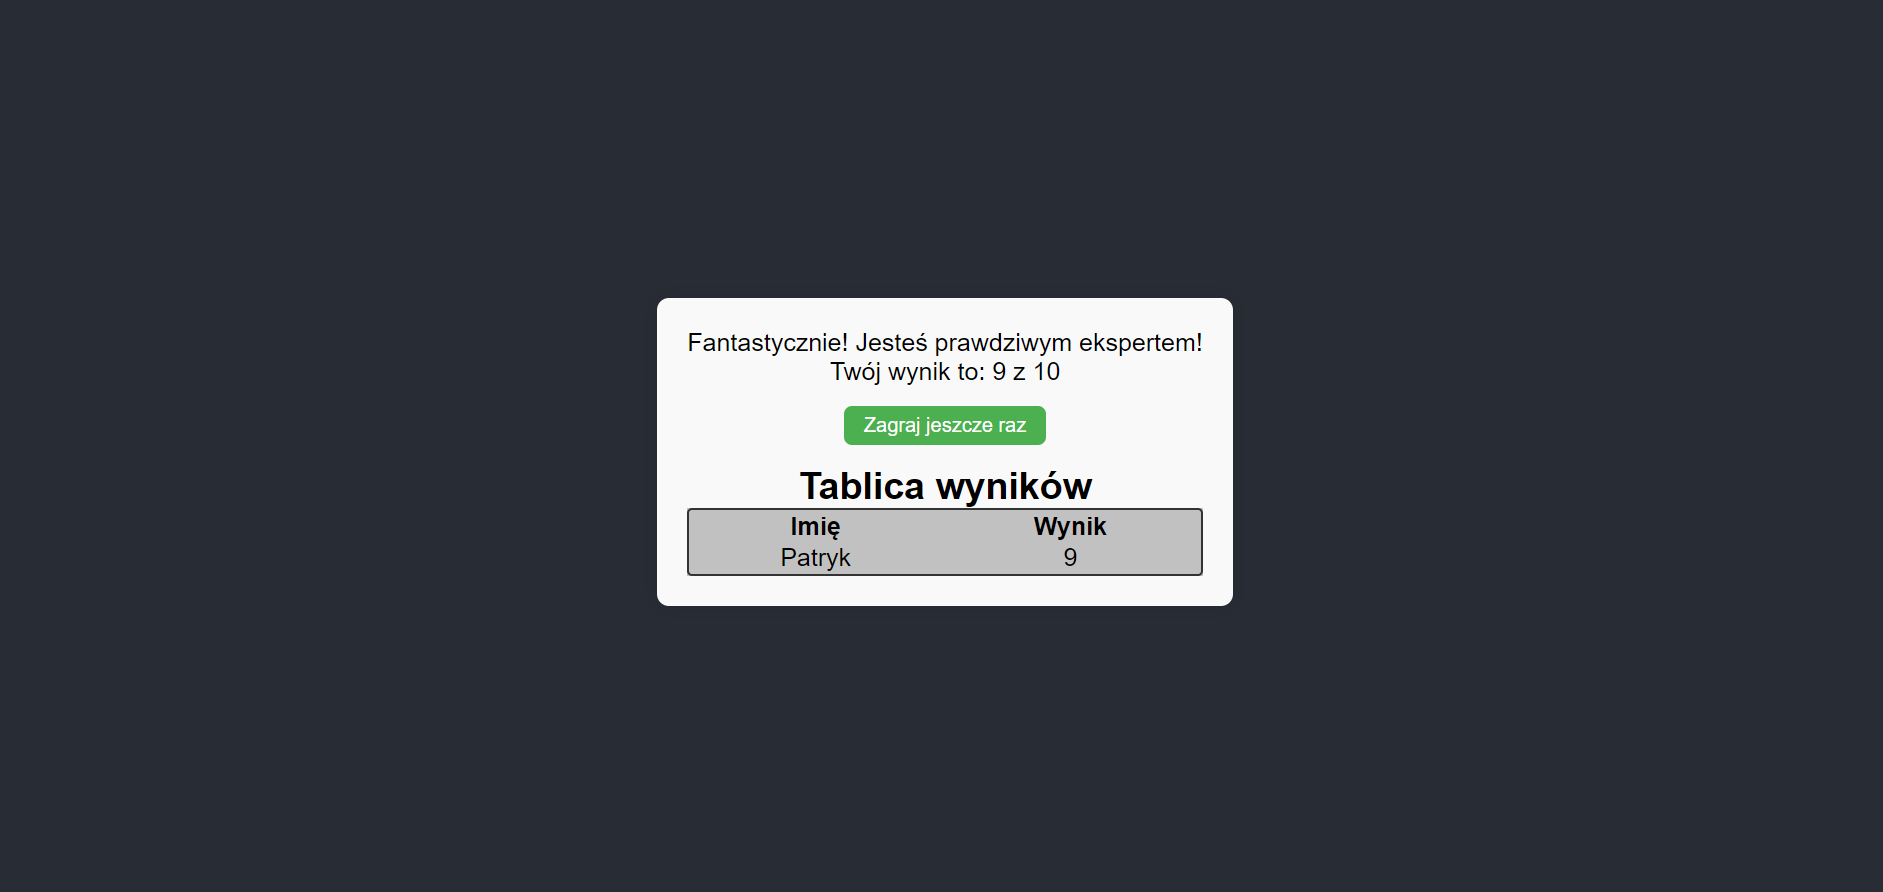 Fantastycznie! Jesteś prawdziwym ekspertem!
Twój wynik to: 9 z 10
Zagraj jeszcze raz
Tablica wyników
Imię Wynik
Patryk 9